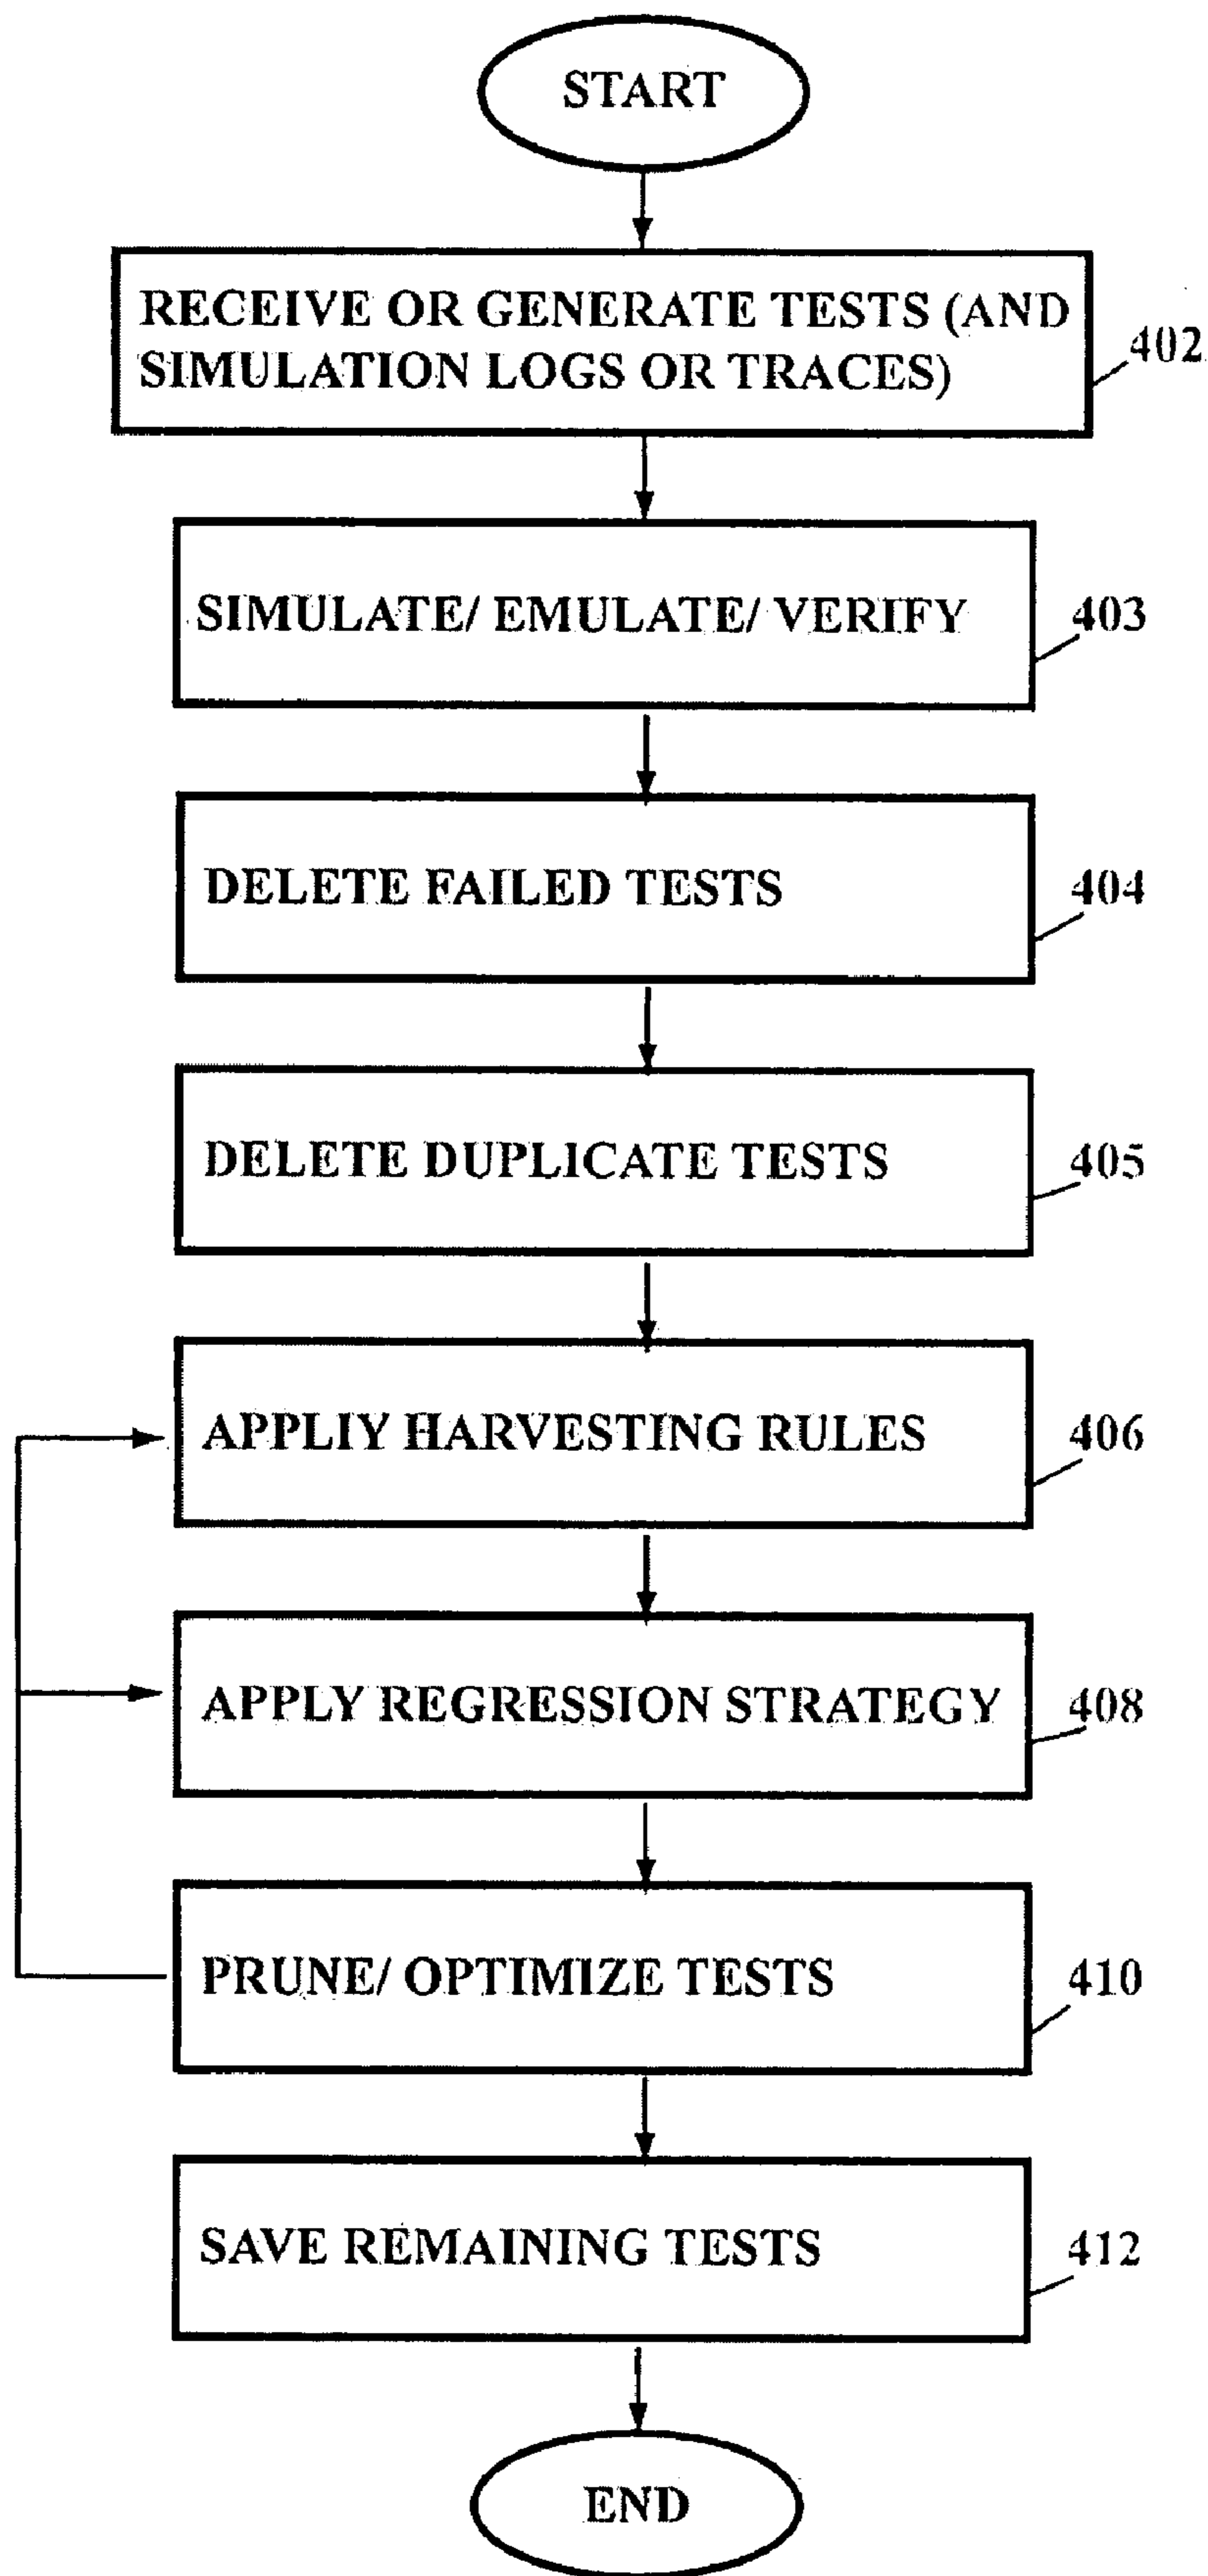 START
RECEIVE OR GENERATE TESTS (AND
SIMULATION LOGS OR TRACES)
402
SIMULATE/ EMULATE/ VERIFY
403
DELETE FAILED TESTS
404
DELETE DUPLICATE TESTS
405
APPLIY HARVESTING RULES
406
APPLY REGRESSION STRATEGY
408
PRUNE/ OPTIMIZE TESTS
410
SAVE REMAINING TESTS
412
END